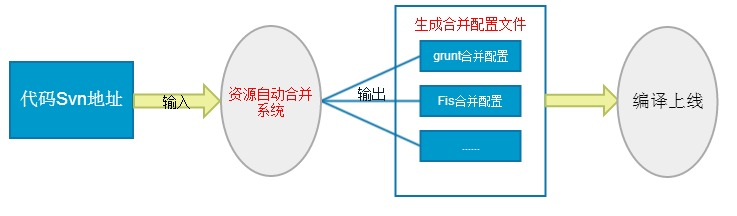 代码Svn地址
输入
资源自动合并
系统
输出
生成合并配置文件
grunt合并配置
Fis合并配置
......
编译上线